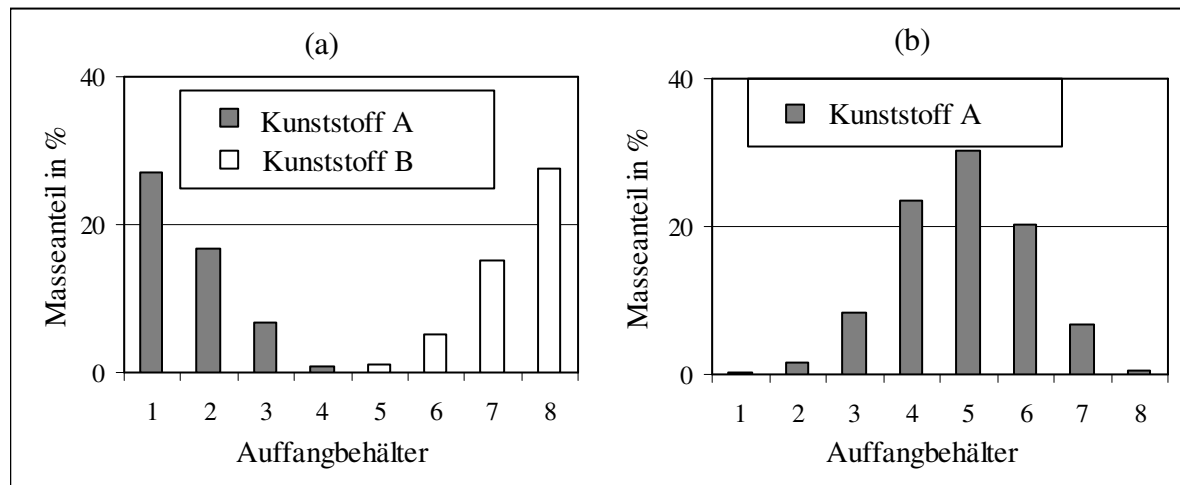 (a)
Masseanteil in %
40
20
0
Kunststoff A
Kunststoff B
1 2 3 4 5 6 7 8
Auffangbehälter
(b)
Masseanteil in %
40
20
0
Kunststoff A
1 2 3 4 5 6 7 8
Auffangbehälter